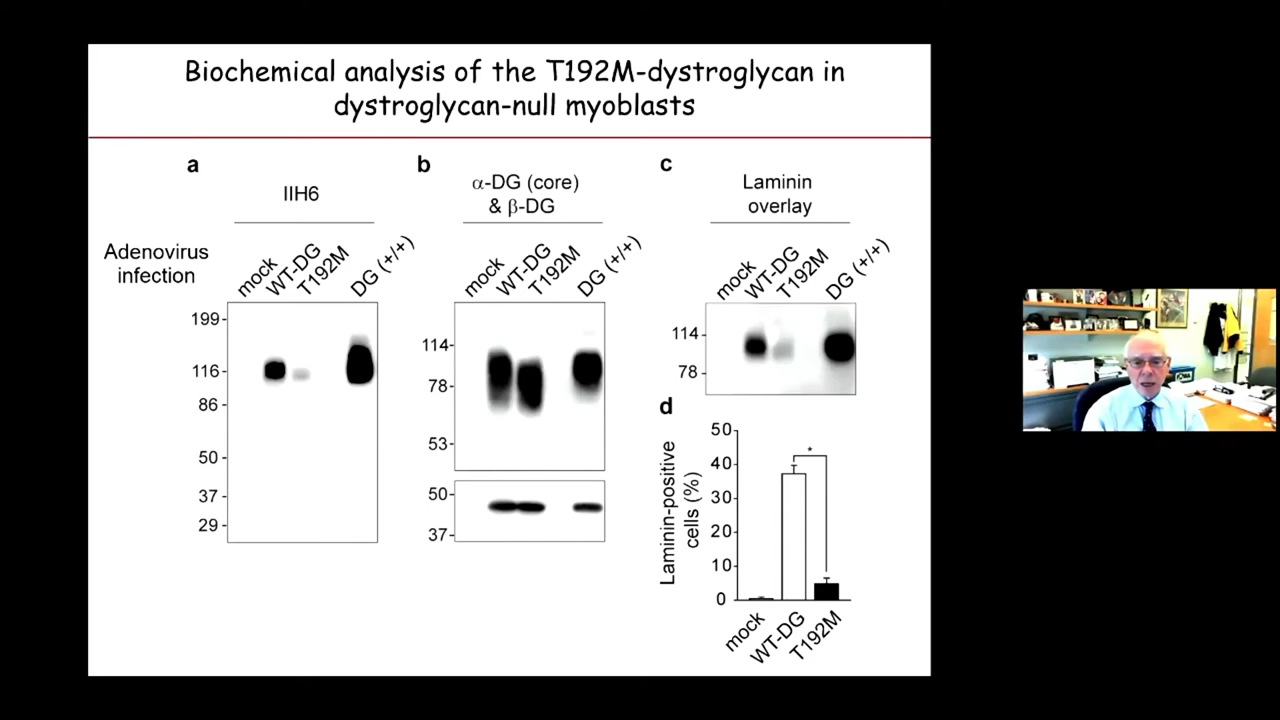 Biochemical analysis of the T192M-dystroglycan in
dystroglycan-null myoblasts
a
IIH6
Adenovirus
infection
mock
WT-DG
T192M
DG (+/+)
199
116
86
50
37
29
b
α-DG (core)
& β-DG
mock
WT-DG
T192M
DG (+/+)
114
78
53
50
37
c
Laminin
overlay
mock
WT-DG
T192M
DG (+/+)
114
78
d
Laminin-positive
cells (%)
50
40
30
20
10
0
*
mock
WT-DG
T192M